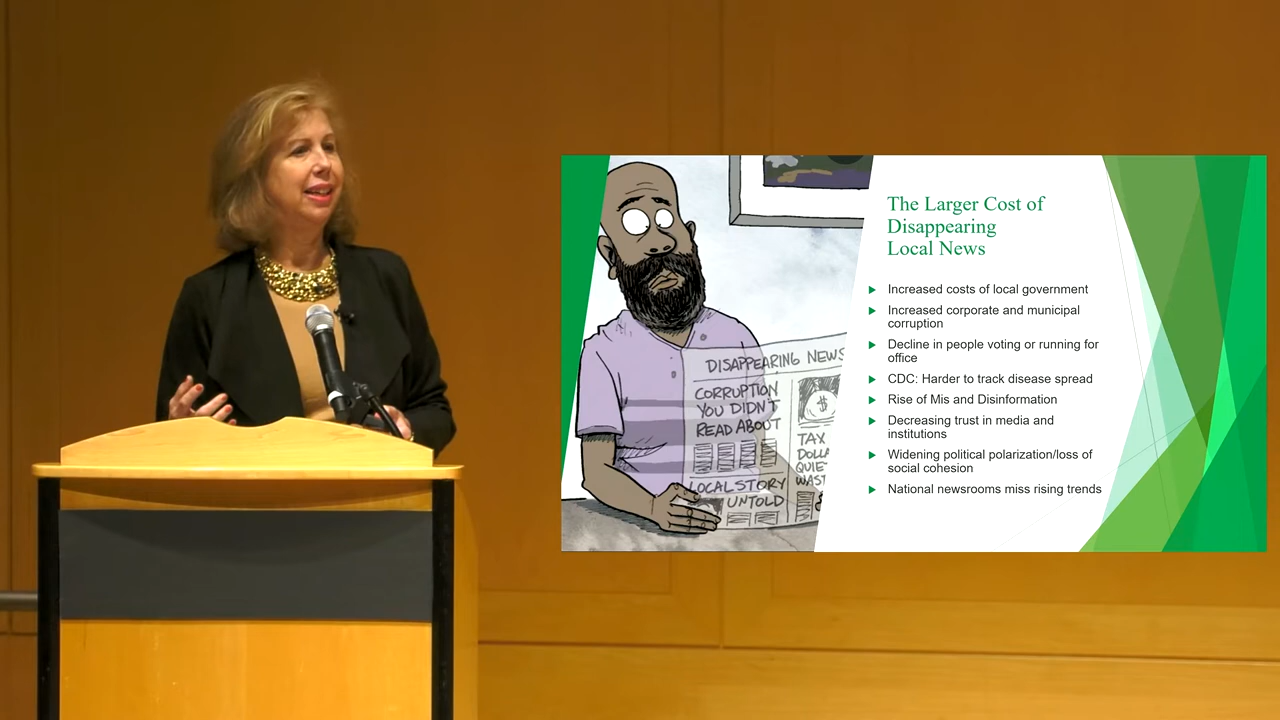 The Larger Cost of
Disappearing
Local News
Increased costs of local government
Increased corporate and municipal
corruption
Decline in people voting or running for
office
CDC: Harder to track disease spread
Rise of Mis and Disinformation
Decreasing trust in media and
institutions
Widening political polarization/loss of
social cohesion
National newsrooms miss rising trends
DISAPPEARING NEWS
CORRUPTION
YOU DIDN'T
READ ABOUT
LOCAL STORY
UNTOLD
$
TAX
DOLLA
QUIE
WAST